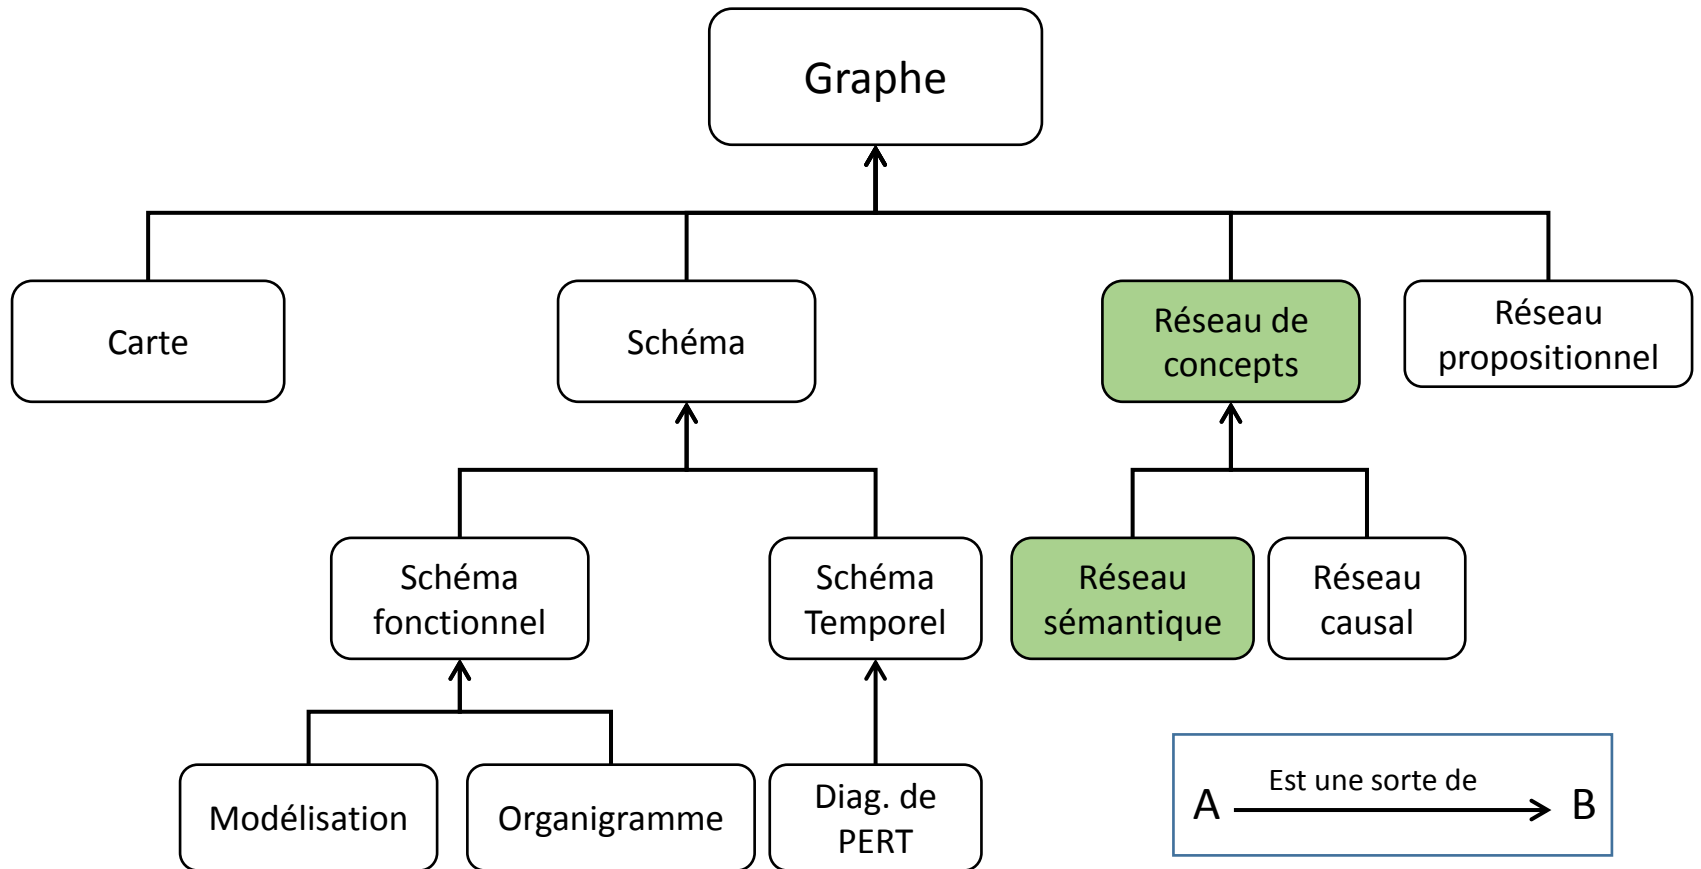 Graphe
Carte
Schéma
Réseau de
concepts
Réseau
propositionnel
Schéma
fonctionnel
Schéma
Temporel
Réseau
sémantique
Réseau
causal
Modélisation
Organigramme
Diag. de
PERT
Est une sorte de
A B